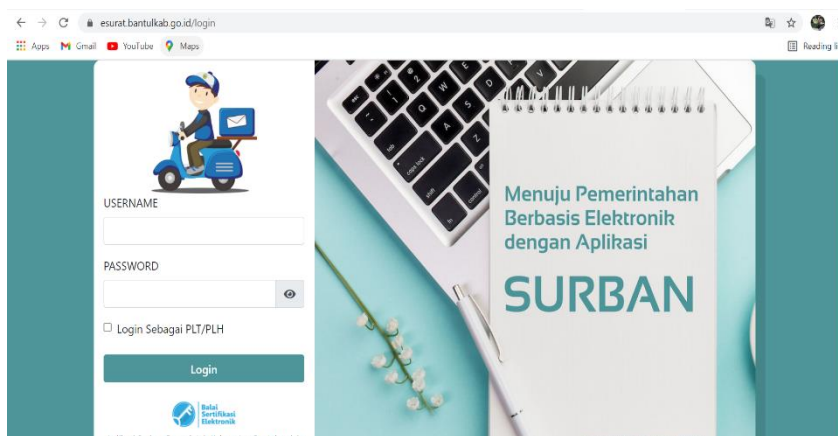 esurat.bantulkab.go.id/login
Apps Gmail YouTube Maps Reading li
USERNAME
PASSWORD
Login Sebagai PLT/PLH
Login
Balai
Sertifikasi
Elektronik
Menuju Pemerintahan
Berbasis Elektronik
dengan Aplikasi
SURBAN